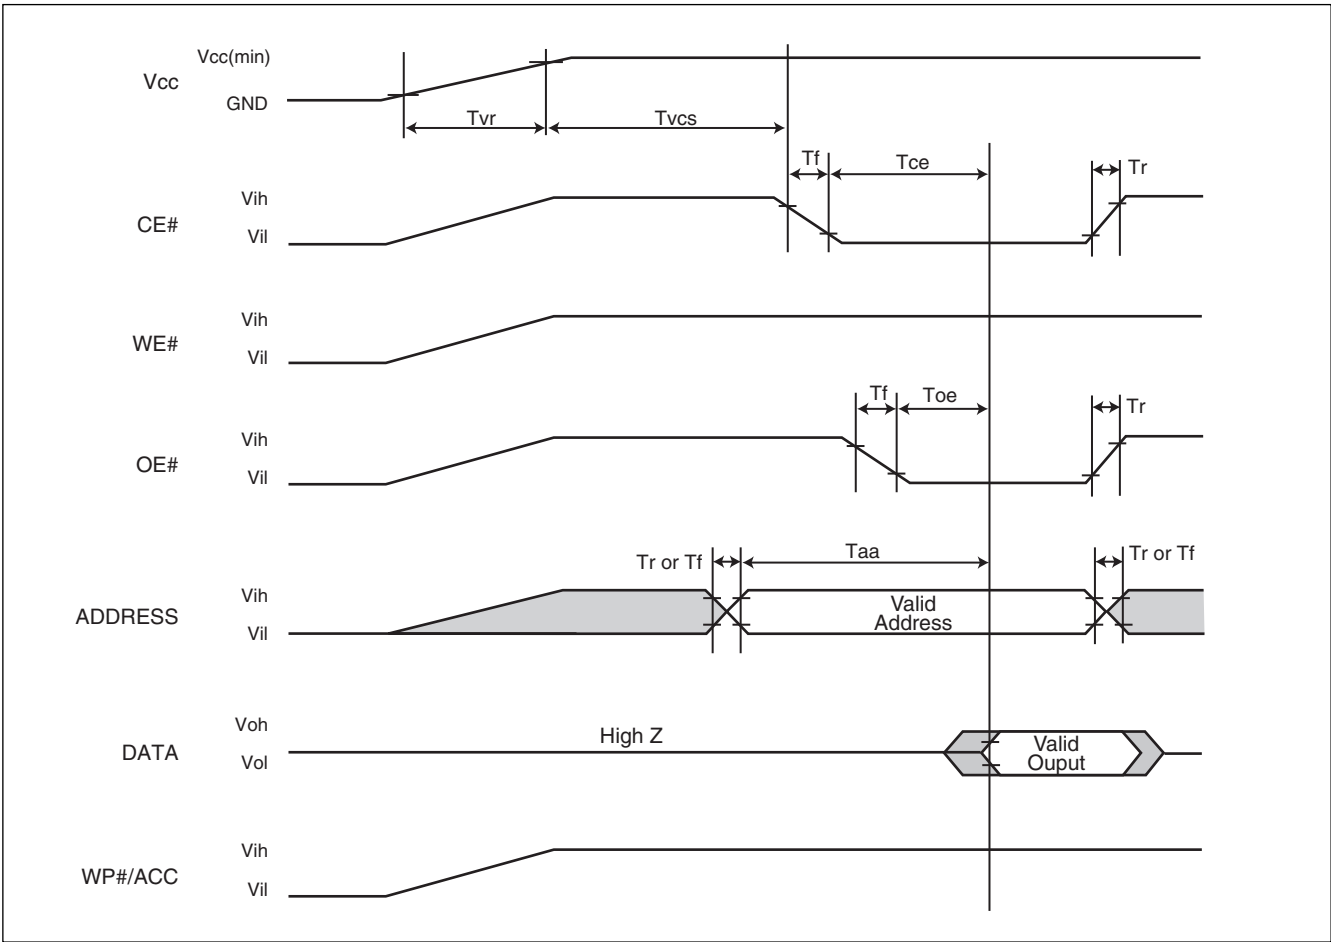 Vcc(min)
Vcc
GND
Tvr
Tvcs
Tf
Tce
Tr
Vih
CE#
Vil
Vih
WE#
Vil
Tf
Toe
Tr
Vih
OE#
Vil
Tr or Tf
Taa
Tr or Tf
Vih
ADDRESS
Vil
Valid
Address
Voh
DATA
Vol
High Z
Valid
Ouput
Vih
WP#/ACC
Vil